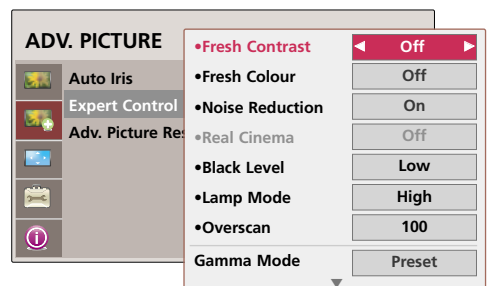 ADV. PICTURE
Auto Iris
Expert Control
Adv. Picture Res
•Fresh Contrast Off
•Fresh Colour Off
•Noise Reduction On
•Real Cinema Off
•Black Level Low
•Lamp Mode High
•Overscan 100
Gamma Mode Preset